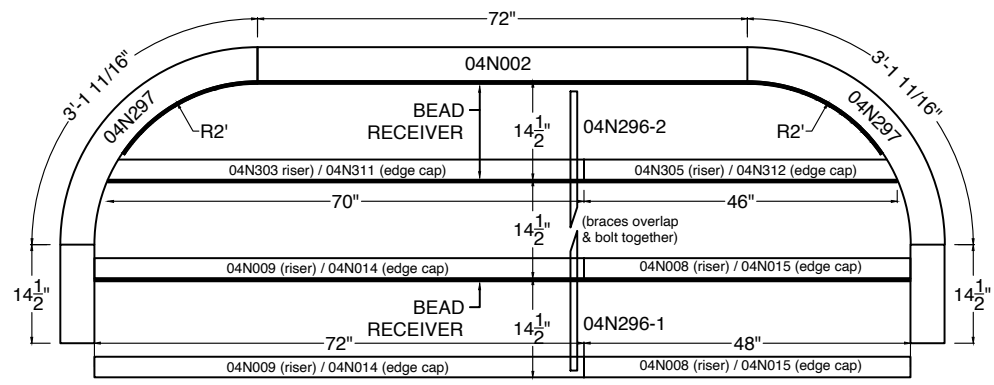 72"
3'-1 11/16"
3'-1 11/16"
04N002
04N297
04N297
R2'
R2'
BEAD
RECEIVER
14 1/2"
04N296-2
04N303 riser) / 04N311 (edge cap)
04N305 (riser) / 04N312 (edge cap)
70"
46"
14 1/2"
(braces overlap
& bolt together)
04N009 (riser) / 04N014 (edge cap)
04N008 (riser) / 04N015 (edge cap)
14 1/2"
14 1/2"
BEAD
RECEIVER
14 1/2"
04N296-1
72"
48"
04N009 (riser) / 04N014 (edge cap)
04N008 (riser) / 04N015 (edge cap)